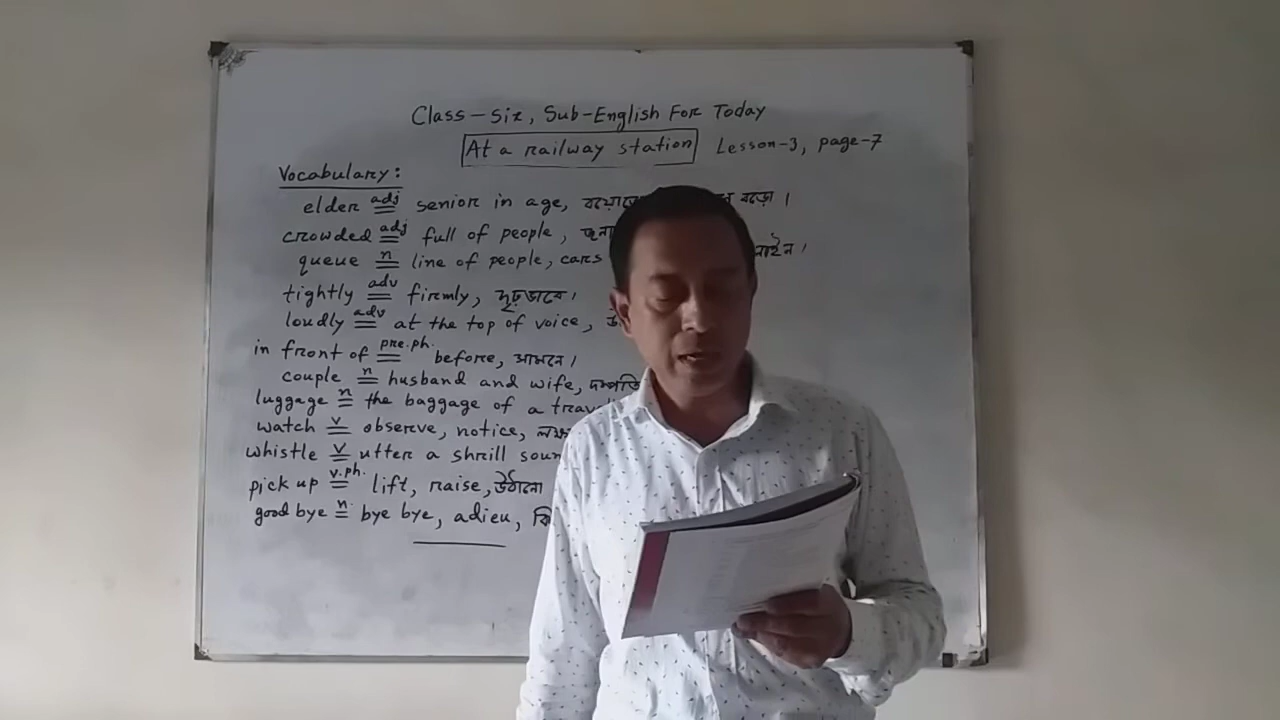 Class-Six, Sub-English For Today
At a railway station Lesson-3, page-7
Vocabulary:
elder adj senior in age, বড়ো।
crowded adj full of people,
queue n line of people, cars লাইন।
tightly adv firmly, দৃঢ়ভাবে।
loudly adv at the top of voice,
in front of pre.ph. before, সামনে।
couple n husband and wife, দম্পতি
luggage n the baggage of a
watch v observe, notice,
whistle v utter a shrill soun
pick up v.ph. lift, raise, উঠানো
good bye n bye bye, adieu,